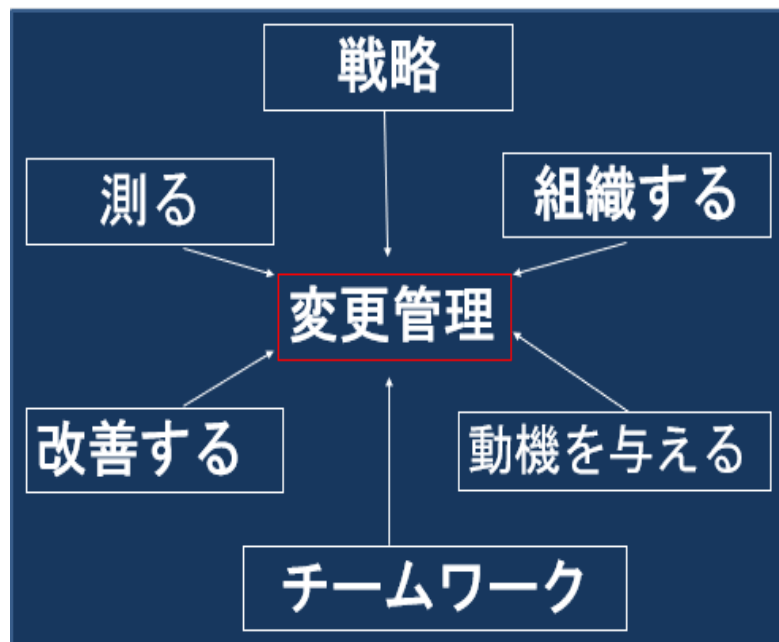 戦略
測る
組織する
変更管理
改善する
動機を与える
チームワーク